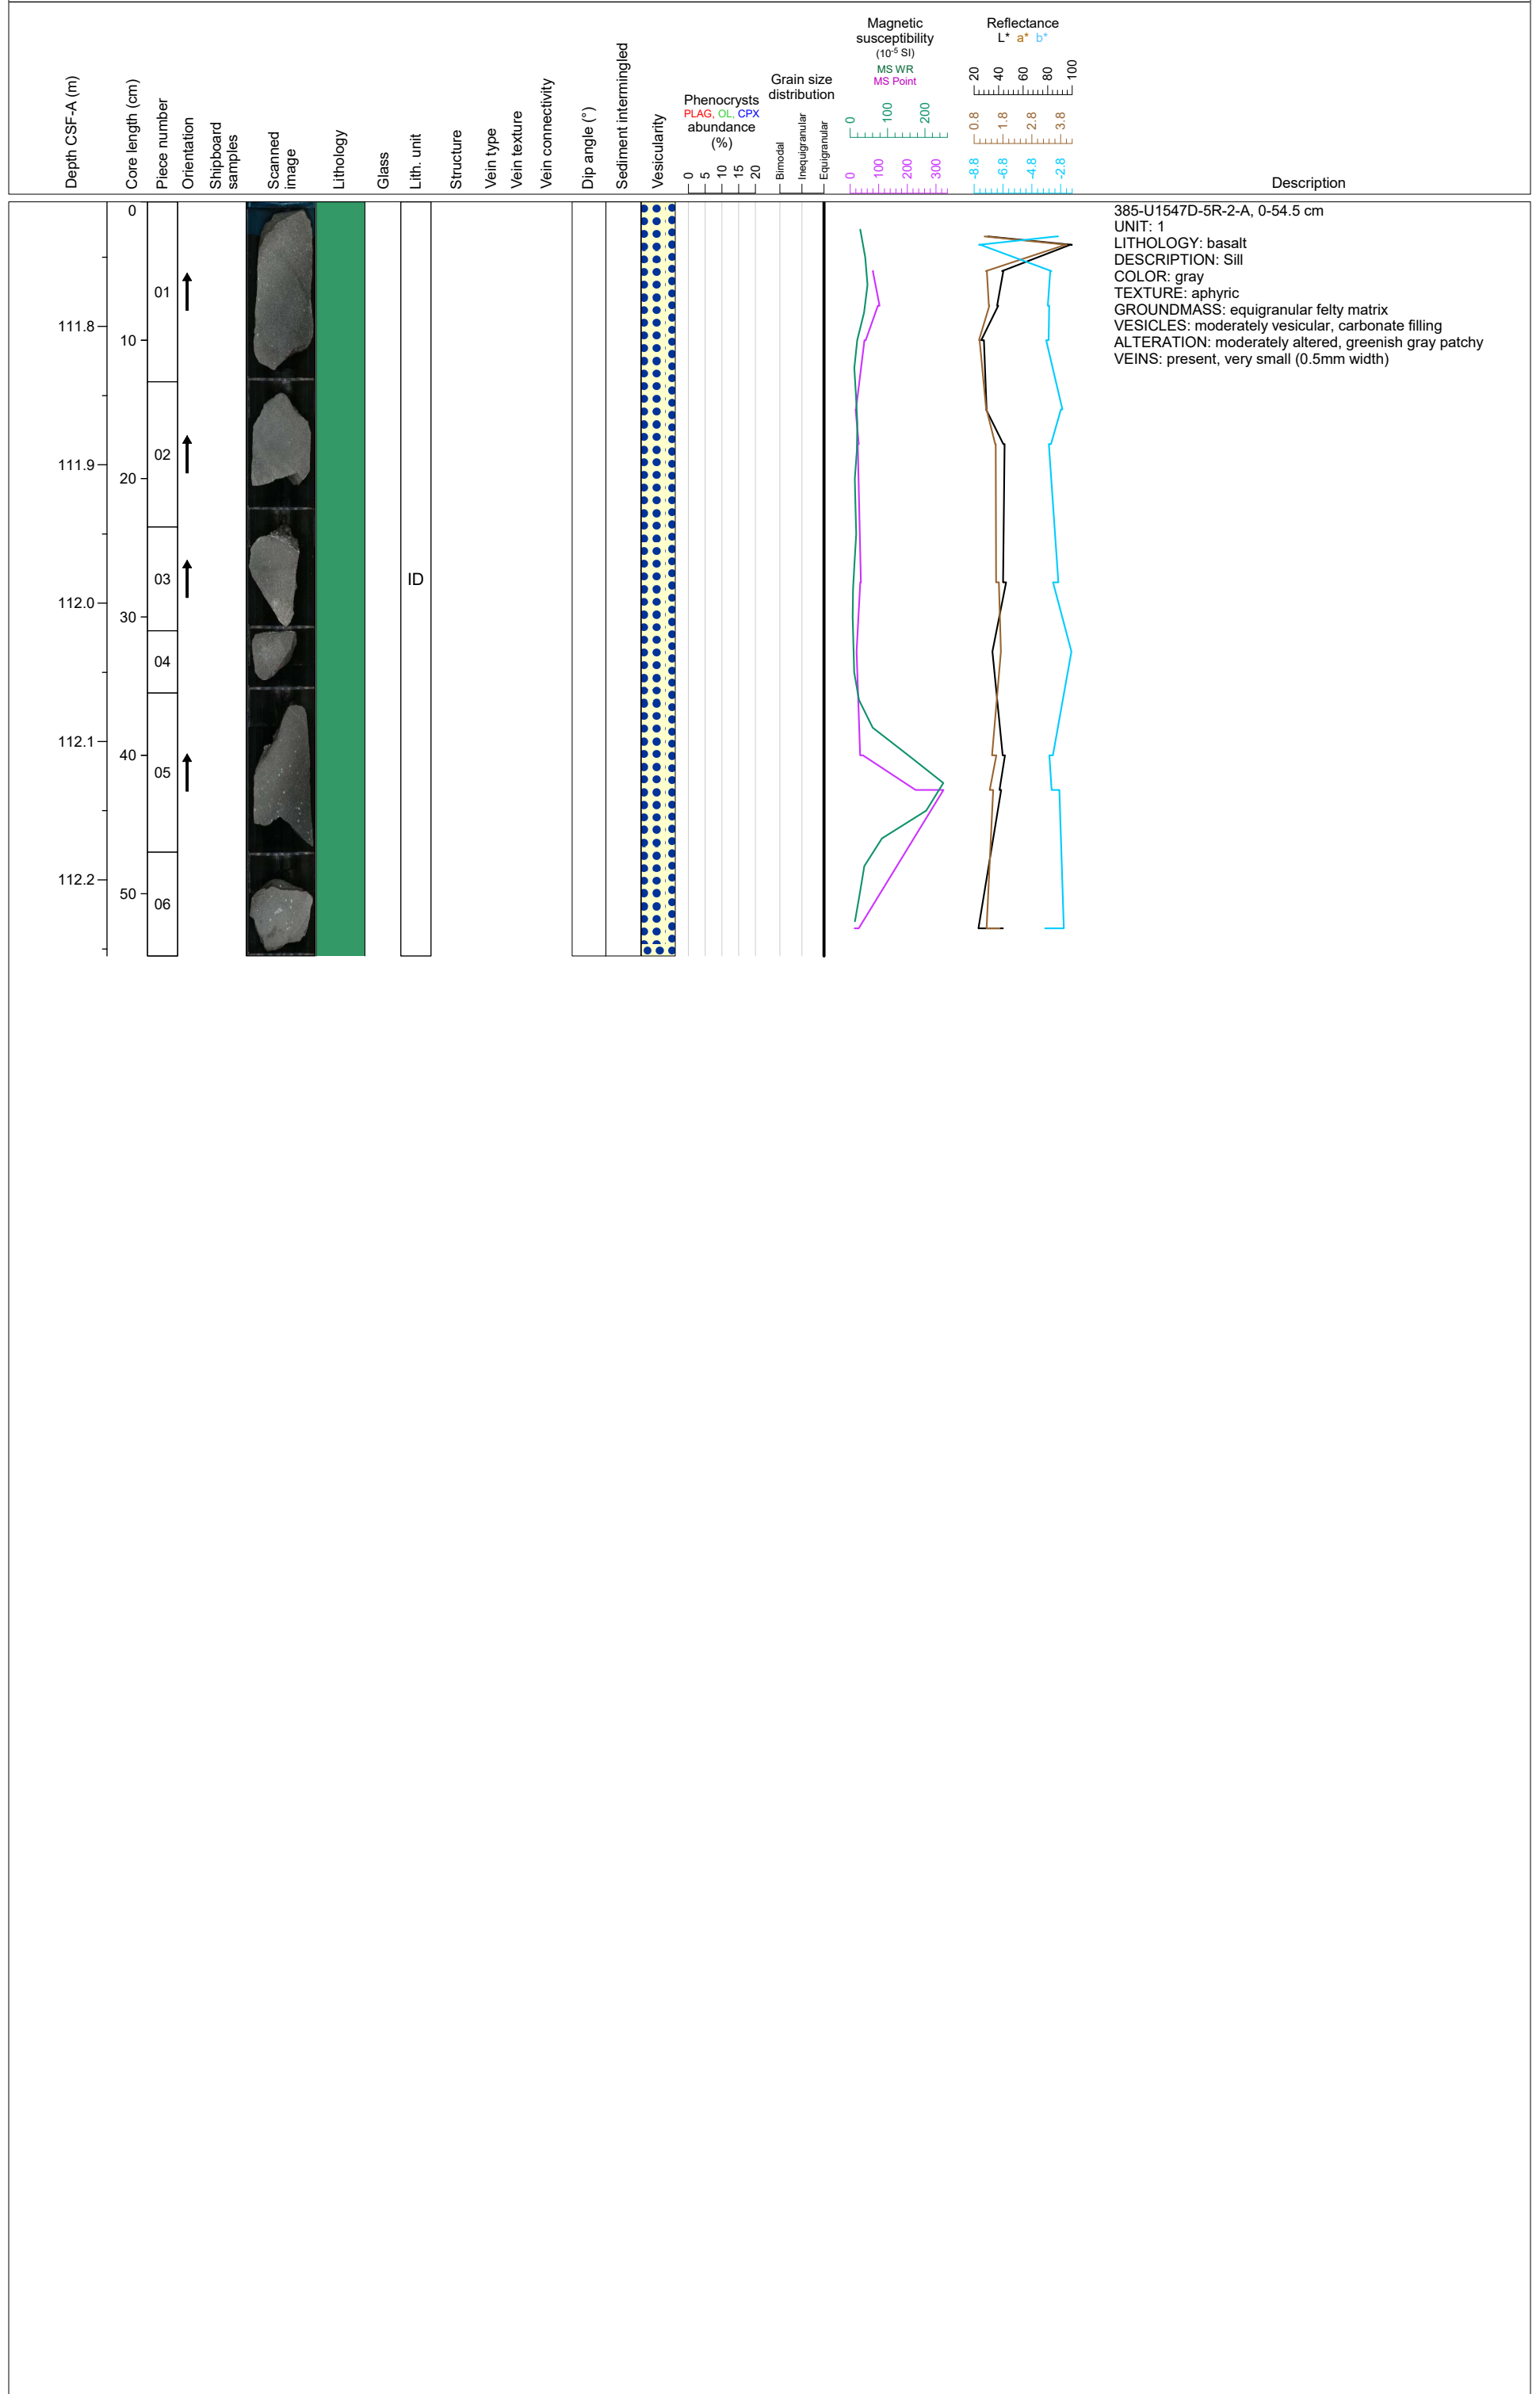 Depth CSF-A (m)
Core length (cm)
Piece number
Orientation
Shipboard
samples
Scanned
image
Lithology
Glass
Lith. unit
Structure
Vein type
Vein texture
Vein connectivity
Dip angle (°)
Sediment intermingled
Vesicularity
Phenocrysts
PLAG, OL, CPX
abundance
(%)
0 5 10 15 20
Grain size
distribution
Bimodal
Inequigranular
Equigranular
Magnetic
susceptibility
(10-5 SI)
MS WR
MS Point
0 100 200
0 100 200 300
Reflectance
L* a* b*
20 40 60 80 100
0.8 1.8 2.8 3.8
-8.8 -6.8 -4.8 -2.8
Description
0
10
20
30
40
50
111.8
111.9
112.0
112.1
112.2
01
02
03
04
05
06
ID
385-U1547D-5R-2-A, 0-54.5 cm
UNIT: 1
LITHOLOGY: basalt
DESCRIPTION: Sill
COLOR: gray
TEXTURE: aphyric
GROUNDMASS: equigranular felty matrix
VESICLES: moderately vesicular, carbonate filling
ALTERATION: moderately altered, greenish gray patchy
VEINS: present, very small (0.5mm width)